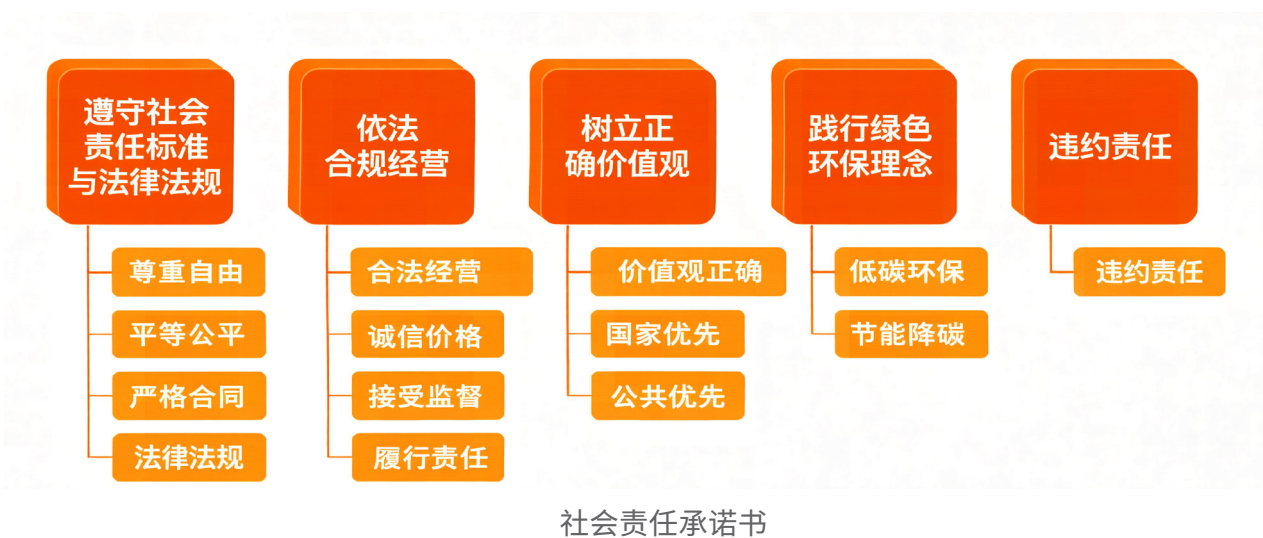 遵守社会
责任标准
与法律法规
尊重自由
平等公平
严格合同
法律法规
依法
合规经营
合法经营
诚信价格
接受监督
履行责任
树立正
确价值观
价值观正确
国家优先
公共优先
践行绿色
环保理念
低碳环保
节能降碳
违约责任
违约责任
社会责任承诺书